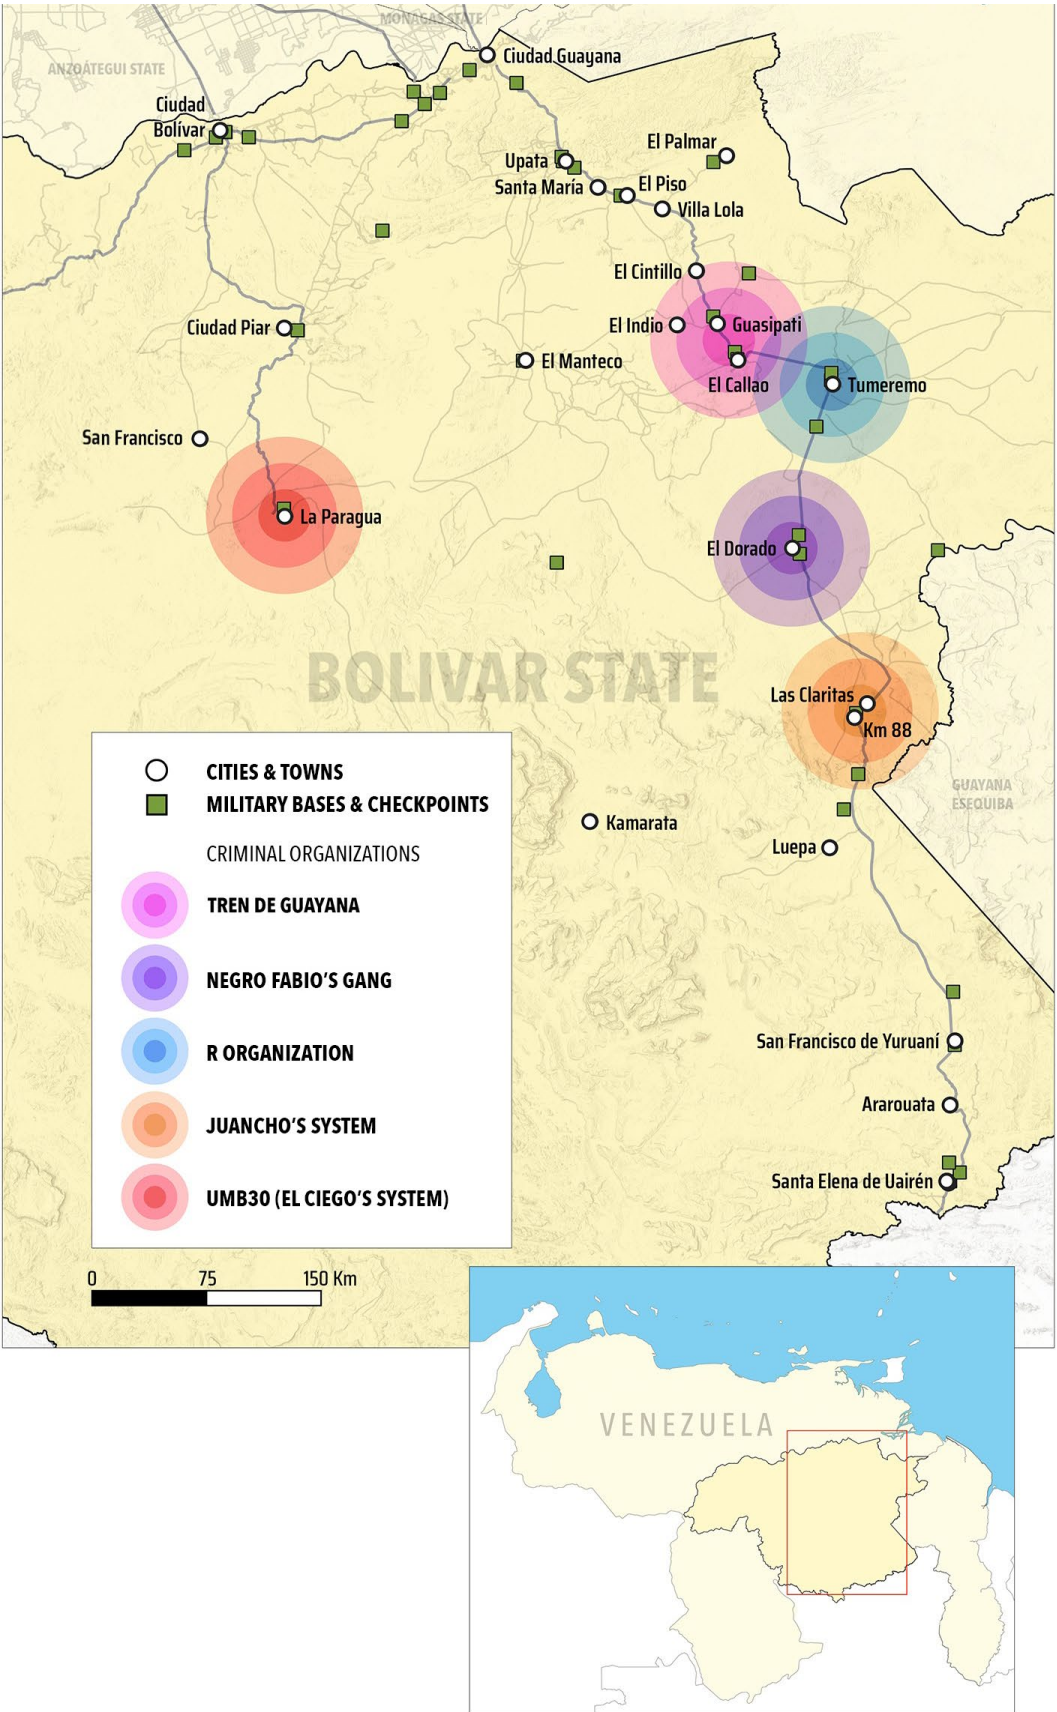 MONAGAS STATE
ANZOÁTEGUI STATE
Ciudad Guayana
Ciudad
Bolívar
El Palmar
Upata
Santa María
El Piso
Villa Lola
El Cintillo
El Indio
Guasipati
Ciudad Piar
El Manteco
El Callao
Tumeremo
San Francisco
La Paragua
El Dorado
BOLIVAR STATE
Las Claritas
Km 88
GUAYANA
ESEQUIBA
Kamarata
Luepa
San Francisco de Yuruaní
Ararouata
Santa Elena de Uairén
CITIES & TOWNS
MILITARY BASES & CHECKPOINTS
CRIMINAL ORGANIZATIONS
TREN DE GUAYANA
NEGRO FABIO'S GANG
R ORGANIZATION
JUANCHO'S SYSTEM
UMB30 (EL CIEGO'S SYSTEM)
0 75 150 Km
VENEZUELA